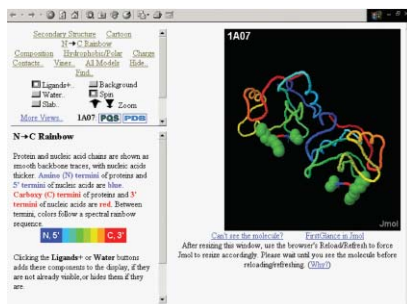 Secondary Structure Cartoon
N→C Rainbow
Composition Hydrophobic/Polar Charge
Contacts.. Vines.. All Models Hide..
Find..
Ligands+.. Background
Water.. Spin
Slab.. Zoom
More Views.. 1A07: PQS PDB
N→C Rainbow
Protein and nucleic acid chains are shown as
smooth backbone traces, with nucleic acids
thicker. Amino (N) termini of proteins and
5' termini of nucleic acids are blue.
Carboxy (C) termini of proteins and 3'
termini of nucleic acids are red. Between
termini, colors follow a spectral rainbow
sequence.
N, 5' C, 3'
Clicking the Ligands+ or Water buttons
adds these components to the display, if they
are not already visible, or hides them if they
are.
1A07
Jmol
Can't see the molecule? FirstGlance in Jmol
After resizing this window, use the browser's Reload/Refresh to force
Jmol to resize accordingly. Please wait until you see the molecule before
reloading/refreshing. (Why?)